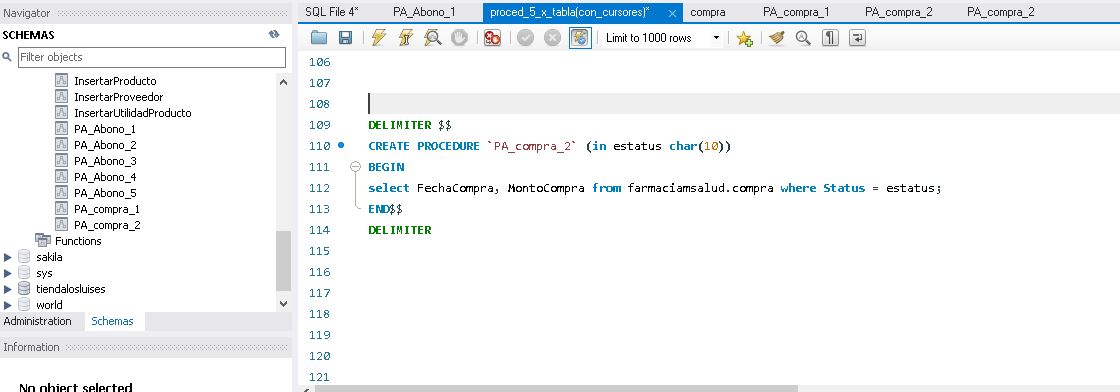 Navigator
SCHEMAS
Filter objects
InsertarProducto
InsertarProveedor
InsertarUtilidadProducto
PA_Abono_1
PA_Abono_2
PA_Abono_3
PA_Abono_4
PA_Abono_5
PA_compra_1
PA_compra_2
Functions
sakila
sys
tiendalosluises
world
Administration Schemas
Information
No object selected
SQL File 4* PA_Abono_1 proced_5_x_tabla(con_cursores)* compra PA_compra_1 PA_compra_2 PA_compra_2
Limit to 1000 rows
106
107
108
109 DELIMITER $$
110 CREATE PROCEDURE `PA_compra_2` (in estatus char(10))
111 BEGIN
112 select FechaCompra, MontoCompra from farmaciamsalud.compra where Status = estatus;
113 END$$
114 DELIMITER
115
116
117
118
119
120
121